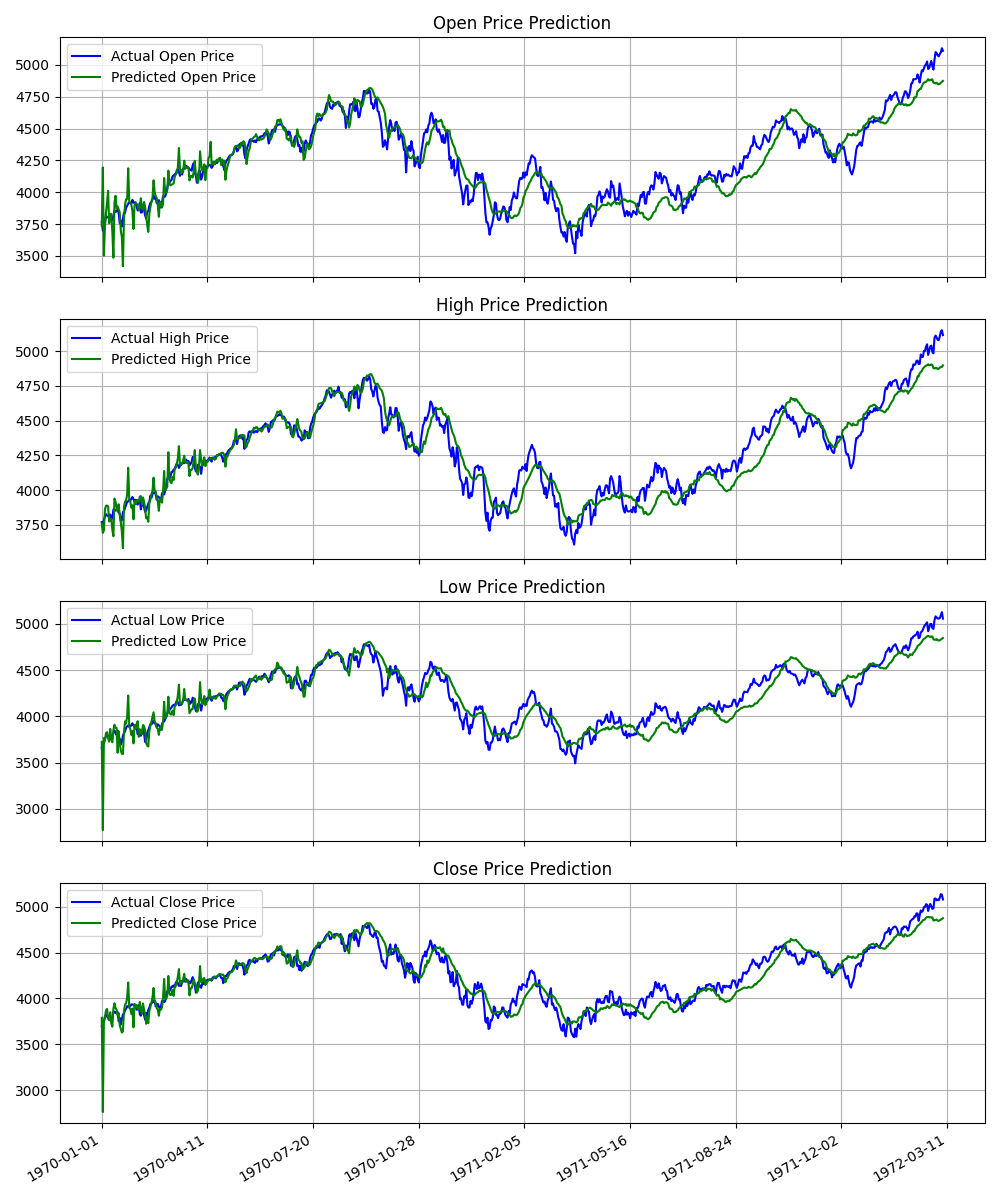 Open Price Prediction
Actual Open Price
Predicted Open Price
5000
4750
4500
4250
4000
3750
3500
High Price Prediction
Actual High Price
Predicted High Price
5000
4750
4500
4250
4000
3750
Low Price Prediction
Actual Low Price
Predicted Low Price
5000
4500
4000
3500
3000
Close Price Prediction
Actual Close Price
Predicted Close Price
5000
4500
4000
3500
3000
1970-01-01
1970-04-11
1970-07-20
1970-10-28
1971-02-05
1971-05-16
1971-08-24
1971-12-02
1972-03-11